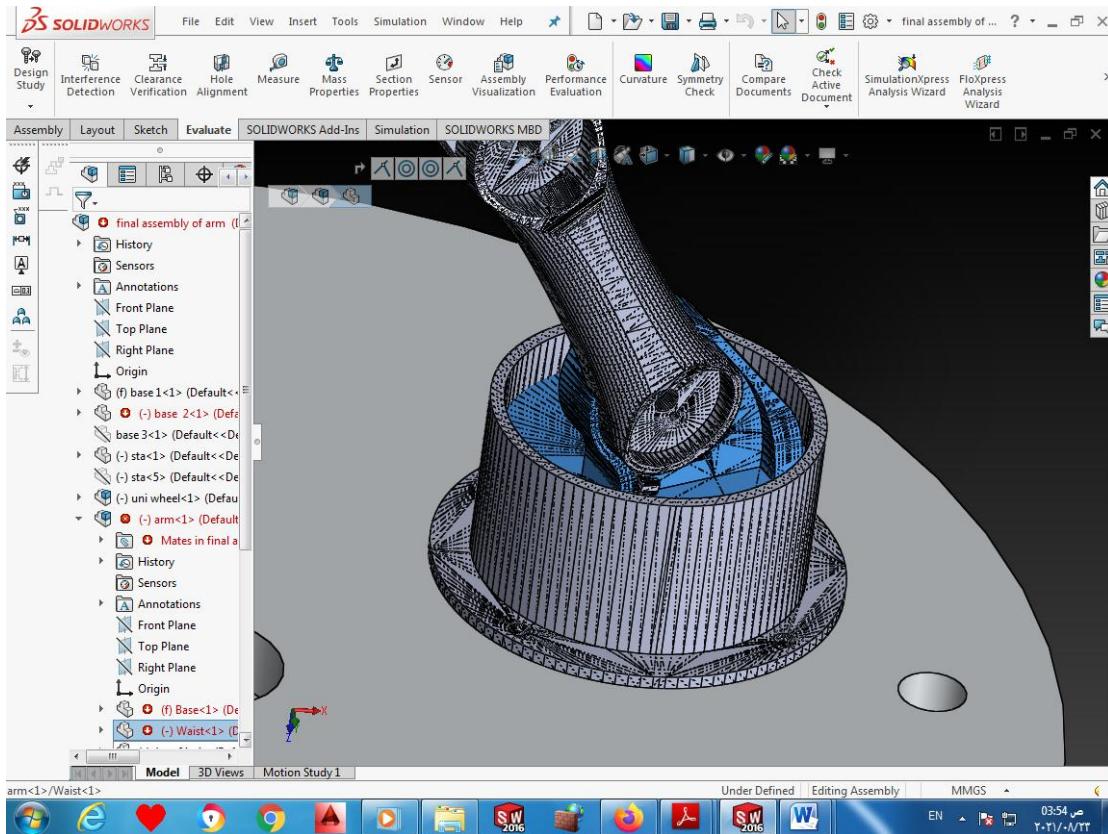 SOLIDWORKS File Edit View Insert Tools Simulation Window Help final assembly of ... ?
Design Study
Interference Detection
Clearance Verification
Hole Alignment
Measure
Mass Properties
Section Properties
Sensor
Assembly Visualization
Performance Evaluation
Curvature
Symmetry Check
Compare Documents
Check Active Document
SimulationXpress Analysis Wizard
FloXpress Analysis Wizard
Assembly Layout Sketch Evaluate SOLIDWORKS Add-Ins Simulation SOLIDWORKS MBD
final assembly of arm (D
History
Sensors
Annotations
Front Plane
Top Plane
Right Plane
Origin
(f) base 1<1> (Default<<
(-) base 2<1> (Defa
base 3<1> (Default<<De
(-) sta<1> (Default<<De
(-) sta<5> (Default<<De
(-) uni wheel<1> (Defau
(-) arm<1> (Default
Mates in final a
History
Sensors
Annotations
Front Plane
Top Plane
Right Plane
Origin
(f) Base<1> (De
(-) Waist<1> (D
X
Z
Model 3D Views Motion Study 1
arm<1>/Waist<1> Under Defined Editing Assembly MMGS
SW 2016 SW 2016 W EN 03:54 ص
٢٠٢١/٠٨/٢٣